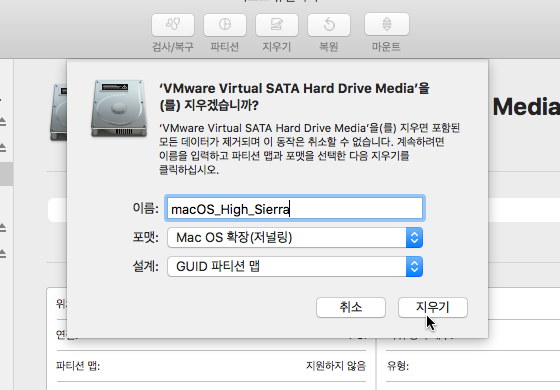 검사/복구
파티션
지우기
복원
마운트
‘VMware Virtual SATA Hard Drive Media’을
(를) 지우겠습니까?
‘VMware Virtual SATA Hard Drive Media’을(를) 지우면 포함된
모든 데이터가 제거되며 이 동작은 취소할 수 없습니다. 계속하려면
이름을 입력하고 파티션 맵과 포맷을 선택한 다음 지우기를
클릭하십시오.
Media
이름: macOS_High_Sierra
포맷: Mac OS 확장(저널링)
설계: GUID 파티션 맵
취소
지우기
파티션 맵:
지원하지 않음
유형: